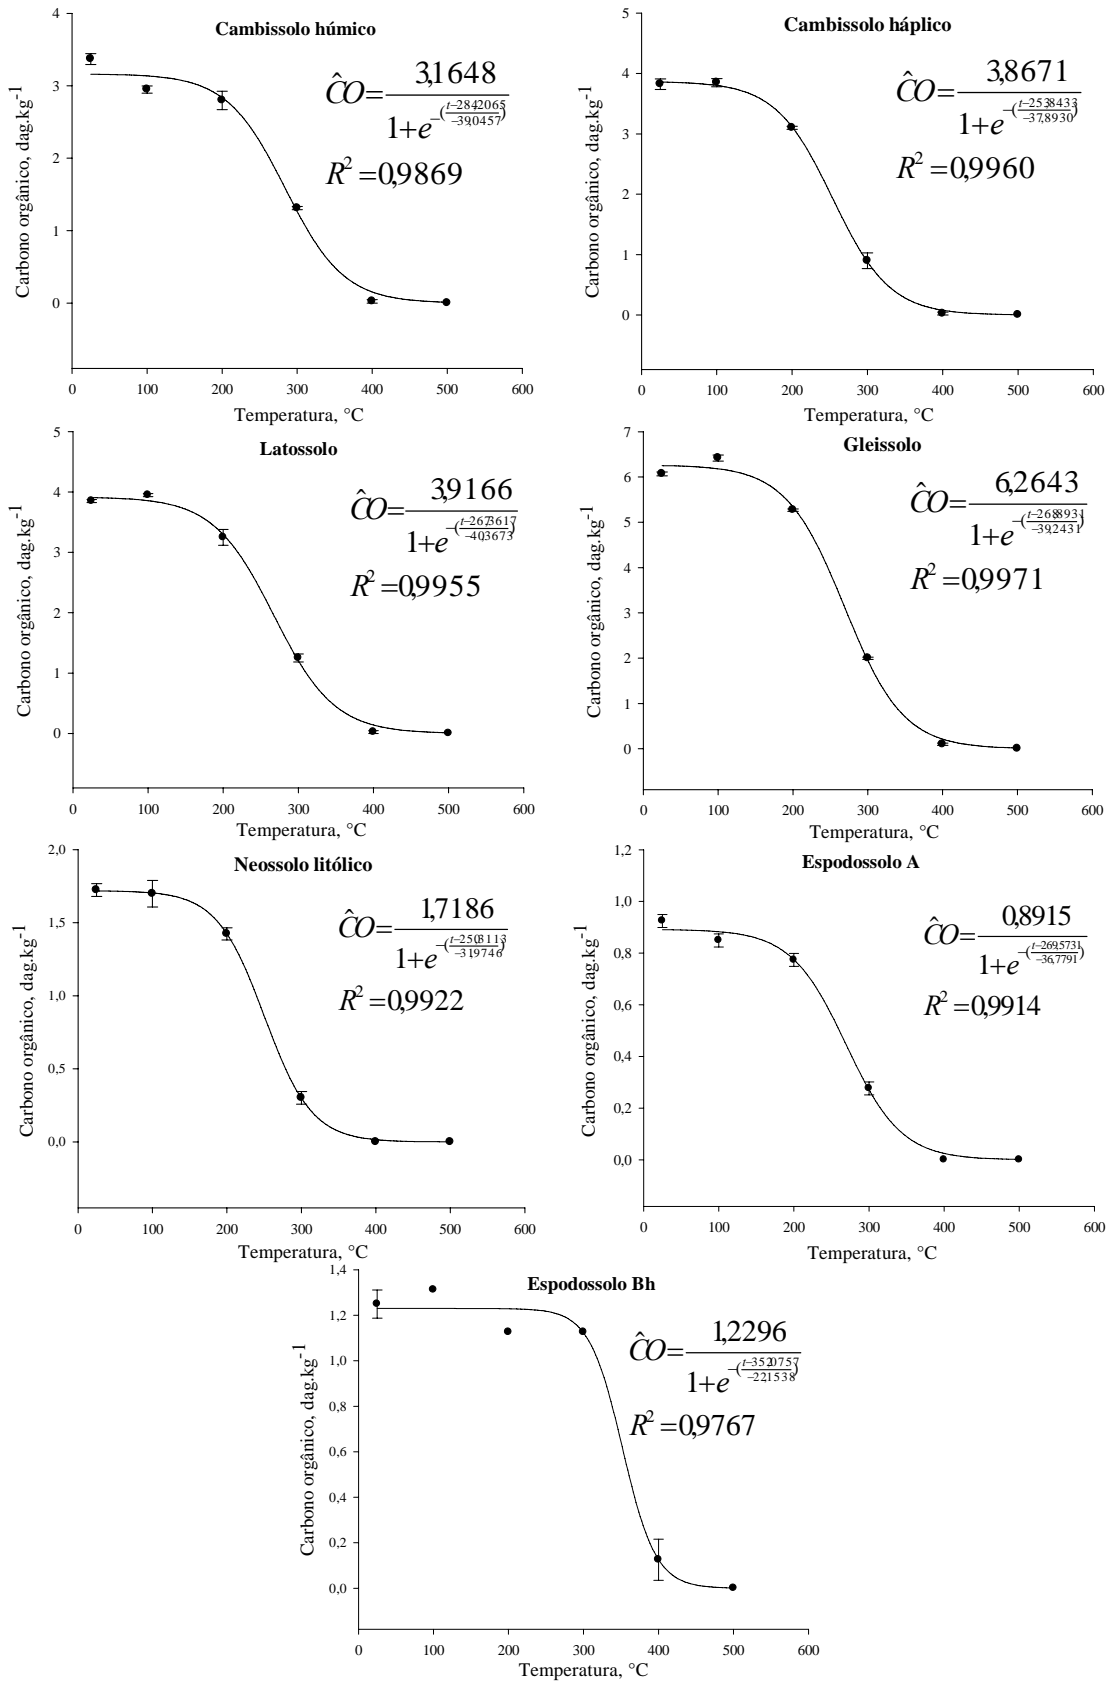 Cambissolo húmico
Carbono orgânico, dag.kg-1
4
3
2
1
0
ĈO=3,1648/1+e^-(t-284,2065/-39,0457)
R² =0,9869
0 100 200 300 400 500 600
Temperatura, °C
Cambissolo háplico
Carbono orgânico, dag.kg-1
5
4
3
2
1
0
ĈO=3,8671/1+e^-(t-253,8433/-37,8930)
R² =0,9960
0 100 200 300 400 500 600
Temperatura, °C
Latossolo
Carbono orgânico, dag.kg-1
5
4
3
2
1
0
ĈO=3,9166/1+e^-(t-267,3617/-40,3673)
R² =0,9955
0 100 200 300 400 500 600
Temperatura, °C
Gleissolo
Carbono orgânico, dag.kg-1
7
6
5
4
3
2
1
0
ĈO=6,2643/1+e^-(t-268,8931/-39,2431)
R² =0,9971
0 100 200 300 400 500 600
Temperatura, °C
Neossolo litólico
Carbono orgânico, dag.kg-1
2,0
1,5
1,0
0,5
0,0
ĈO=1,7186/1+e^-(t-250,3113/-31,9746)
R² =0,9922
0 100 200 300 400 500 600
Temperatura, °C
Espodossolo A
Carbono orgânico, dag.kg-1
1,2
1,0
0,8
0,6
0,4
0,2
0,0
ĈO=0,8915/1+e^-(t-269,5731/-36,7791)
R² =0,9914
0 100 200 300 400 500 600
Temperatura, °C
Espodossolo Bh
Carbono orgânico, dag.kg-1
1,4
1,2
1,0
0,8
0,6
0,4
0,2
0,0
ĈO=1,2296/1+e^-(t-352,0757/-22,1538)
R² =0,9767
0 100 200 300 400 500 600
Temperatura, °C